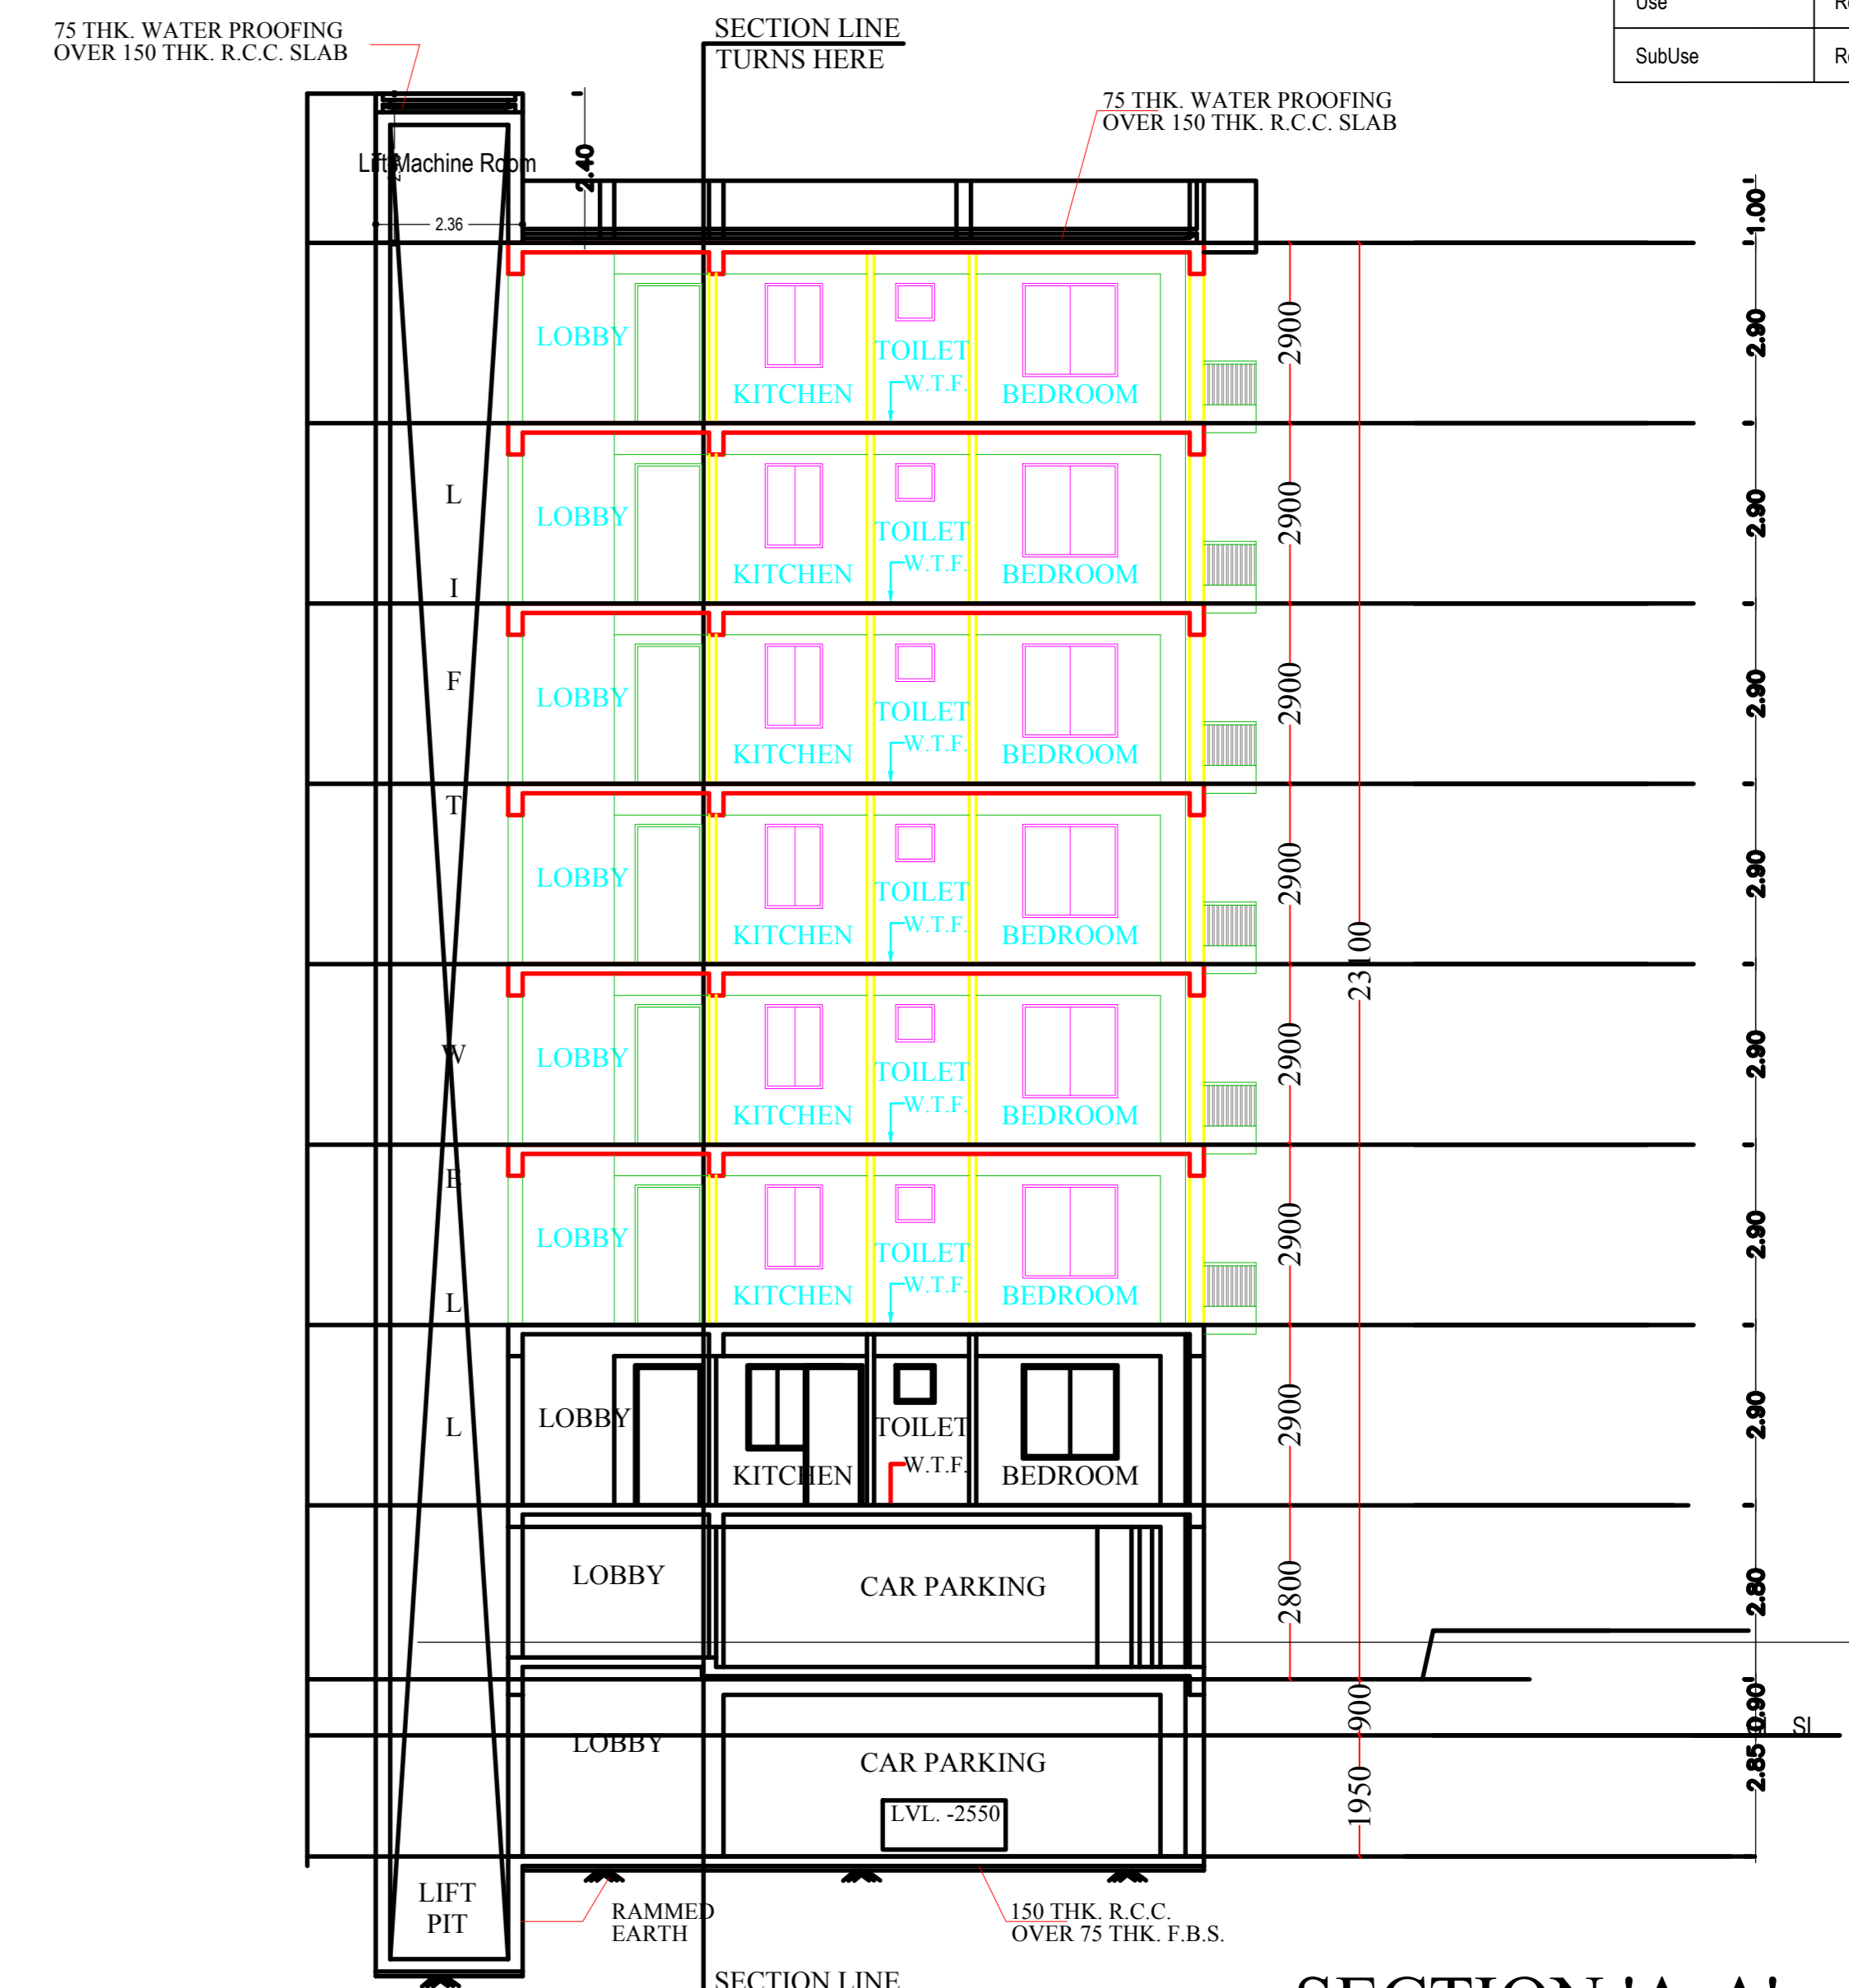 75 THK. WATER PROOFING
OVER 150 THK. R.C.C. SLAB
SECTION LINE
TURNS HERE
Use
SubUse
75 THK. WATER PROOFING
OVER 150 THK. R.C.C. SLAB
Lift Machine Room
2.40
2.36
1.00
LOBBY
KITCHEN
TOILET
W.T.F.
BEDROOM
2900
2.90
LOBBY
KITCHEN
TOILET
W.T.F.
BEDROOM
2900
2.90
LOBBY
KITCHEN
TOILET
W.T.F.
BEDROOM
2900
2.90
LOBBY
KITCHEN
TOILET
W.T.F.
BEDROOM
2900
2.90
23100
LOBBY
KITCHEN
TOILET
W.T.F.
BEDROOM
2900
2.90
LOBBY
KITCHEN
TOILET
W.T.F.
BEDROOM
2900
2.90
LOBBY
KITCHEN
TOILET
W.T.F.
BEDROOM
2900
2.90
L
I
F
T
W
E
L
L
LOBBY
CAR PARKING
2800
2.80
LOBBY
CAR PARKING
LVL. -2550
900
1950
0.90
2.85
LIFT
PIT
RAMMED
EARTH
150 THK. R.C.C.
OVER 75 THK. F.B.S.
SECTION LINE
SECTION 'A-A'